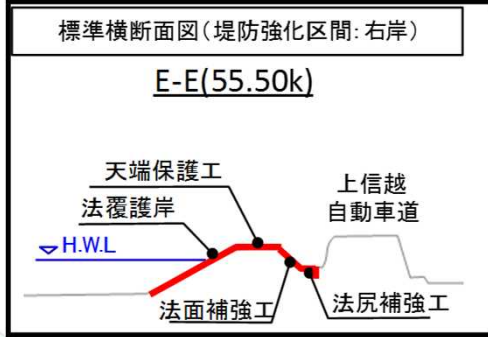 標準横断面図(堤防強化区間:右岸)
E-E(55.50k)
天端保護工
上信越
自動車道
法覆護岸
H.W.L
法面補強工
法尻補強工